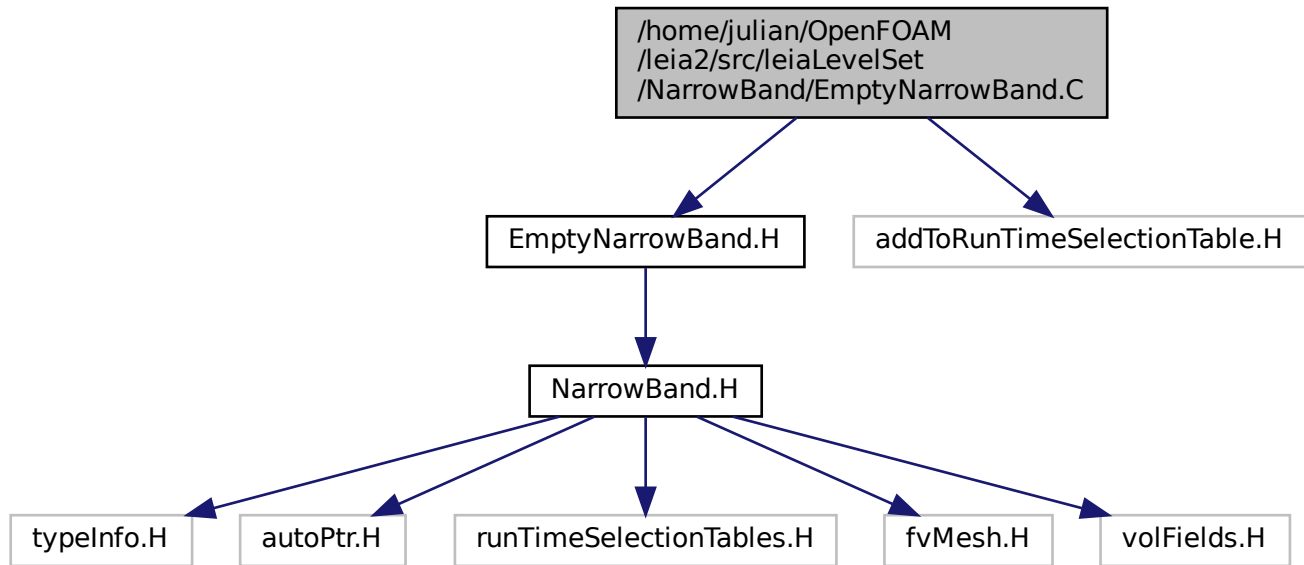 /home/julian/OpenFOAM
/leia2/src/leiaLevelSet
/NarrowBand/EmptyNarrowBand.C
EmptyNarrowBand.H
addToRunTimeSelectionTable.H
NarrowBand.H
typeInfo.H
autoPtr.H
runTimeSelectionTables.H
fvMesh.H
volFields.H